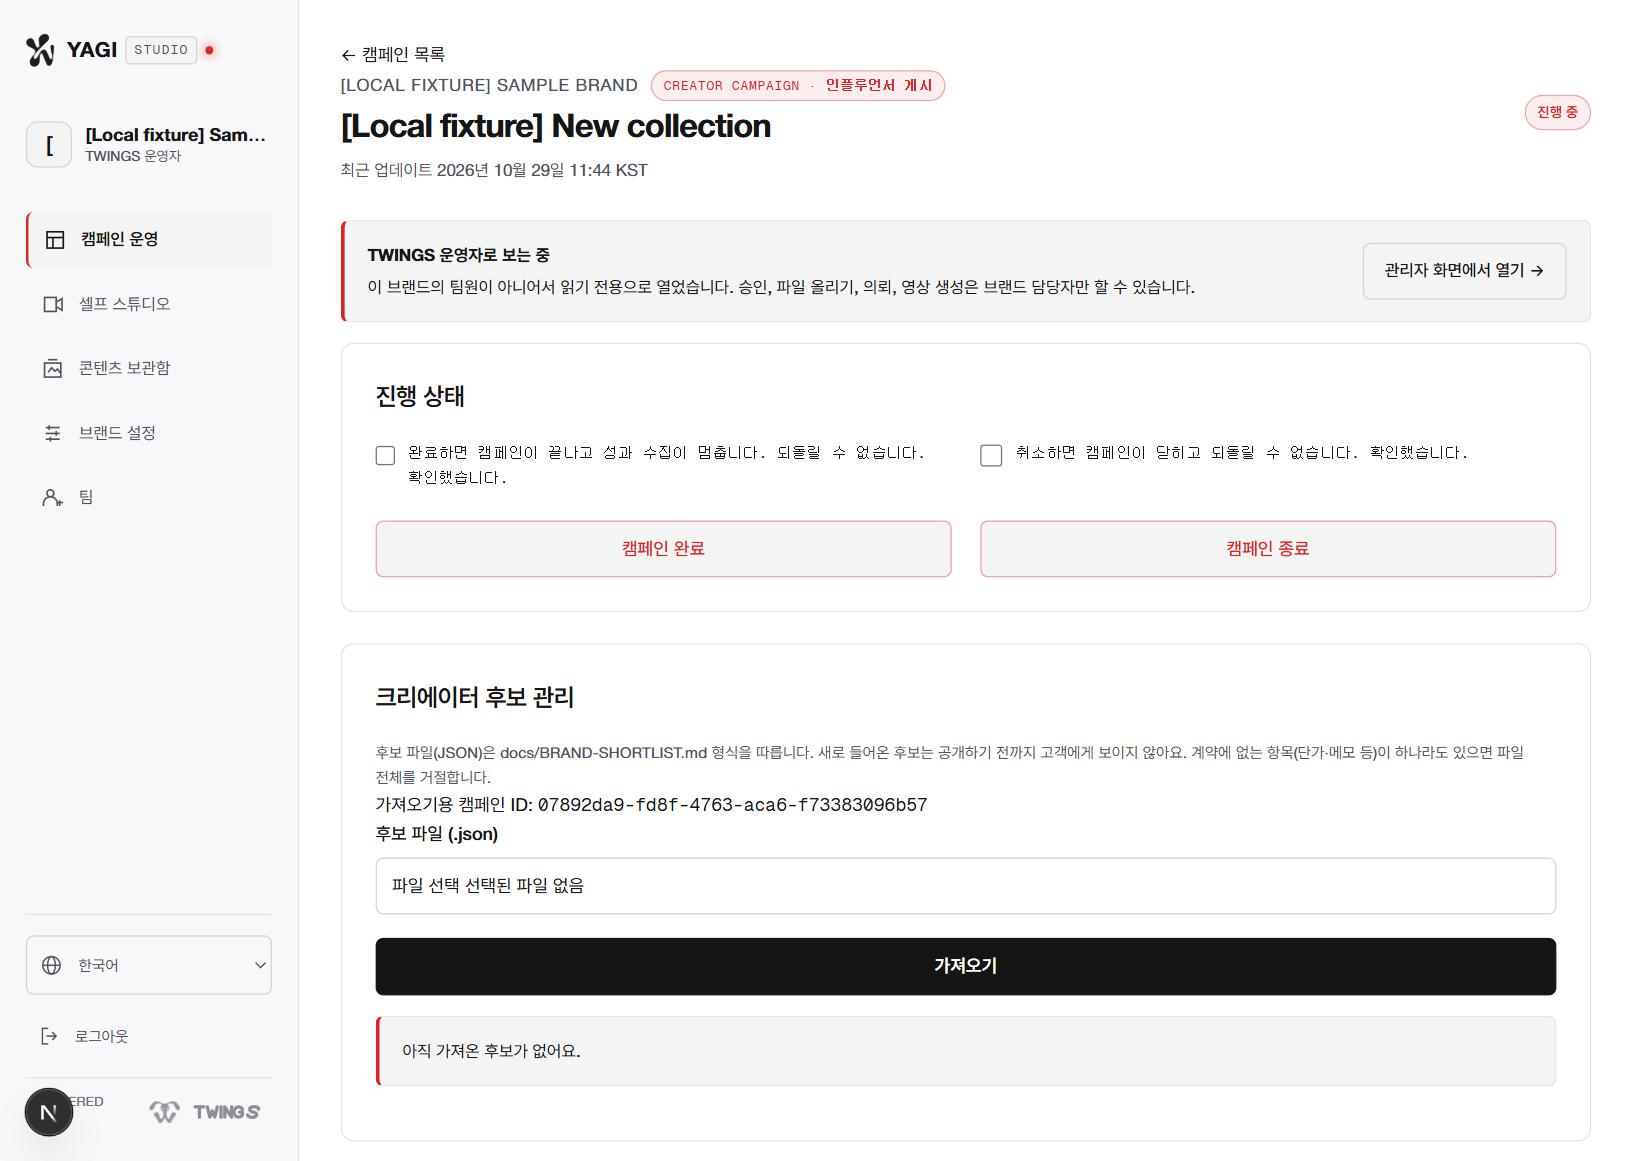 YAGI STUDIO
[
[Local fixture] Sam...
TWINGS 운영자
캠페인 운영
셀프 스튜디오
콘텐츠 보관함
브랜드 설정
팀
한국어
로그아웃
ERED
TWINGS
← 캠페인 목록
[LOCAL FIXTURE] SAMPLE BRAND
CREATOR CAMPAIGN · 인플루언서 게시
[Local fixture] New collection
진행 중
최근 업데이트 2026년 10월 29일 11:44 KST
TWINGS 운영자로 보는 중
이 브랜드의 팀원이 아니어서 읽기 전용으로 열었습니다. 승인, 파일 올리기, 의뢰, 영상 생성은 브랜드 담당자만 할 수 있습니다.
관리자 화면에서 열기 →
진행 상태
완료하면 캠페인이 끝나고 성과 수집이 멈춥니다. 되돌릴 수 없습니다.
확인했습니다.
취소하면 캠페인이 닫히고 되돌릴 수 없습니다. 확인했습니다.
캠페인 완료
캠페인 종료
크리에이터 후보 관리
후보 파일(JSON)은 docs/BRAND-SHORTLIST.md 형식을 따릅니다. 새로 들어온 후보는 공개하기 전까지 고객에게 보이지 않아요. 계약에 없는 항목(단가·메모 등)이 하나라도 있으면 파일
전체를 거절합니다.
가져오기용 캠페인 ID: 07892da9-fd8f-4763-aca6-f73383096b57
후보 파일 (.json)
파일 선택 선택된 파일 없음
가져오기
아직 가져온 후보가 없어요.